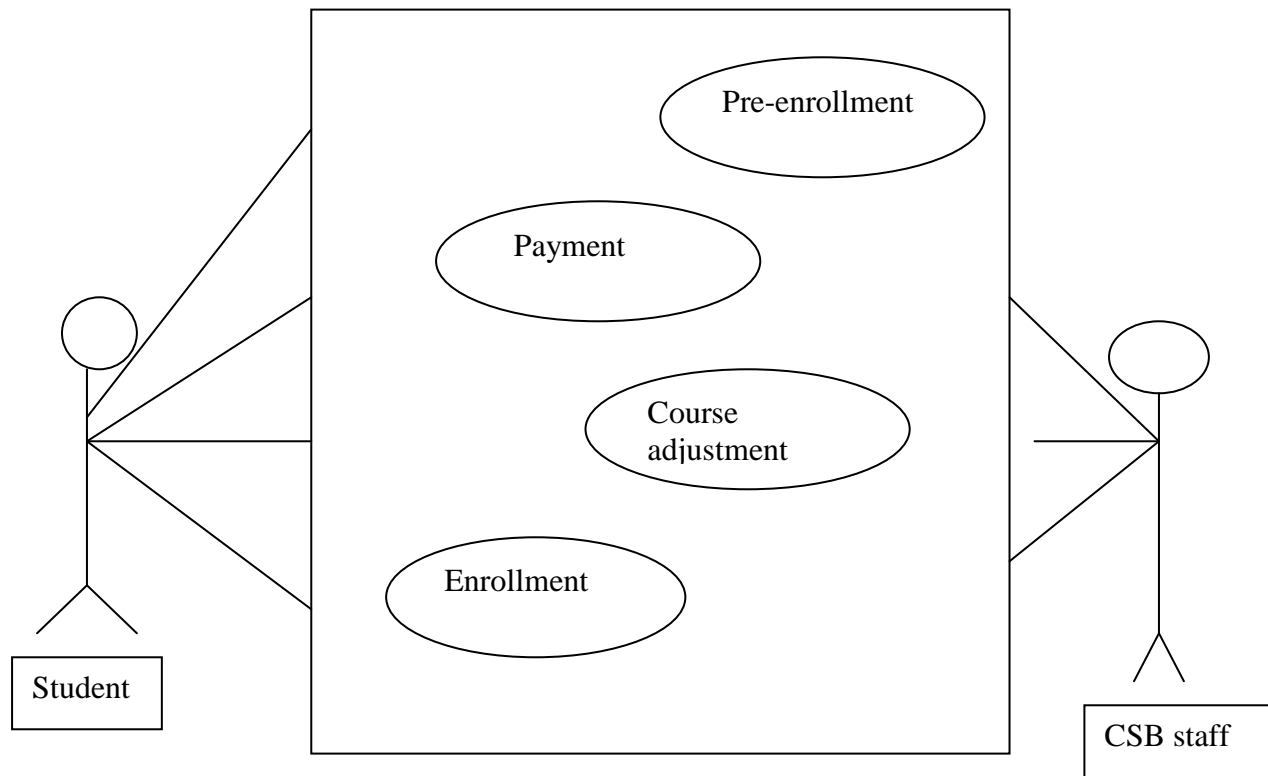 Pre-enrollment
Payment
Course
adjustment
Enrollment
Student
CSB staff